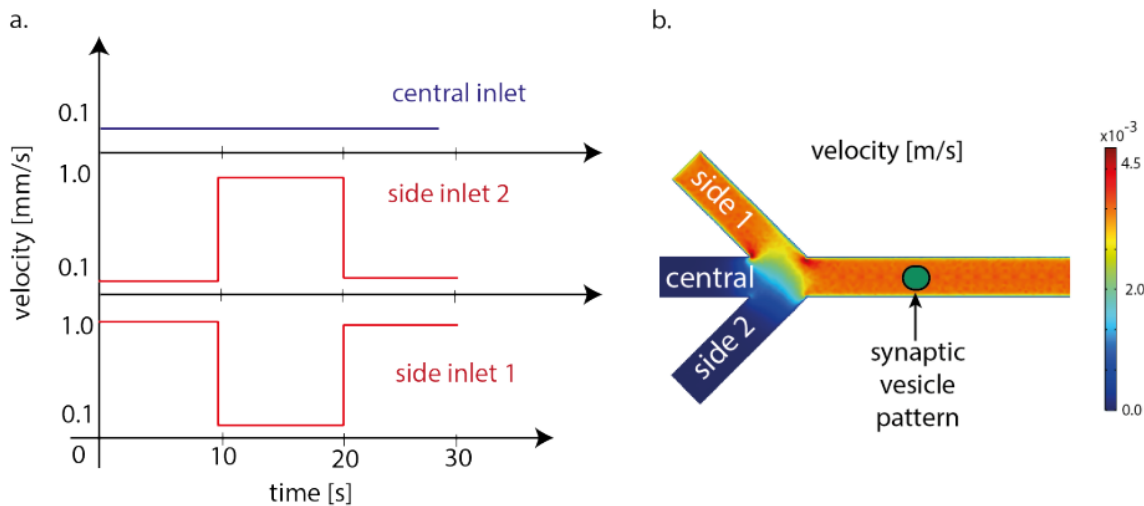 a.
velocity [mm/s]
0.1
central inlet
1.0
side inlet 2
0.1
1.0
side inlet 1
0.1
0
10
20
30
time [s]
b.
velocity [m/s]
x10⁻³
4.5
2.0
0.0
side 1
central
side 2
synaptic
vesicle
pattern